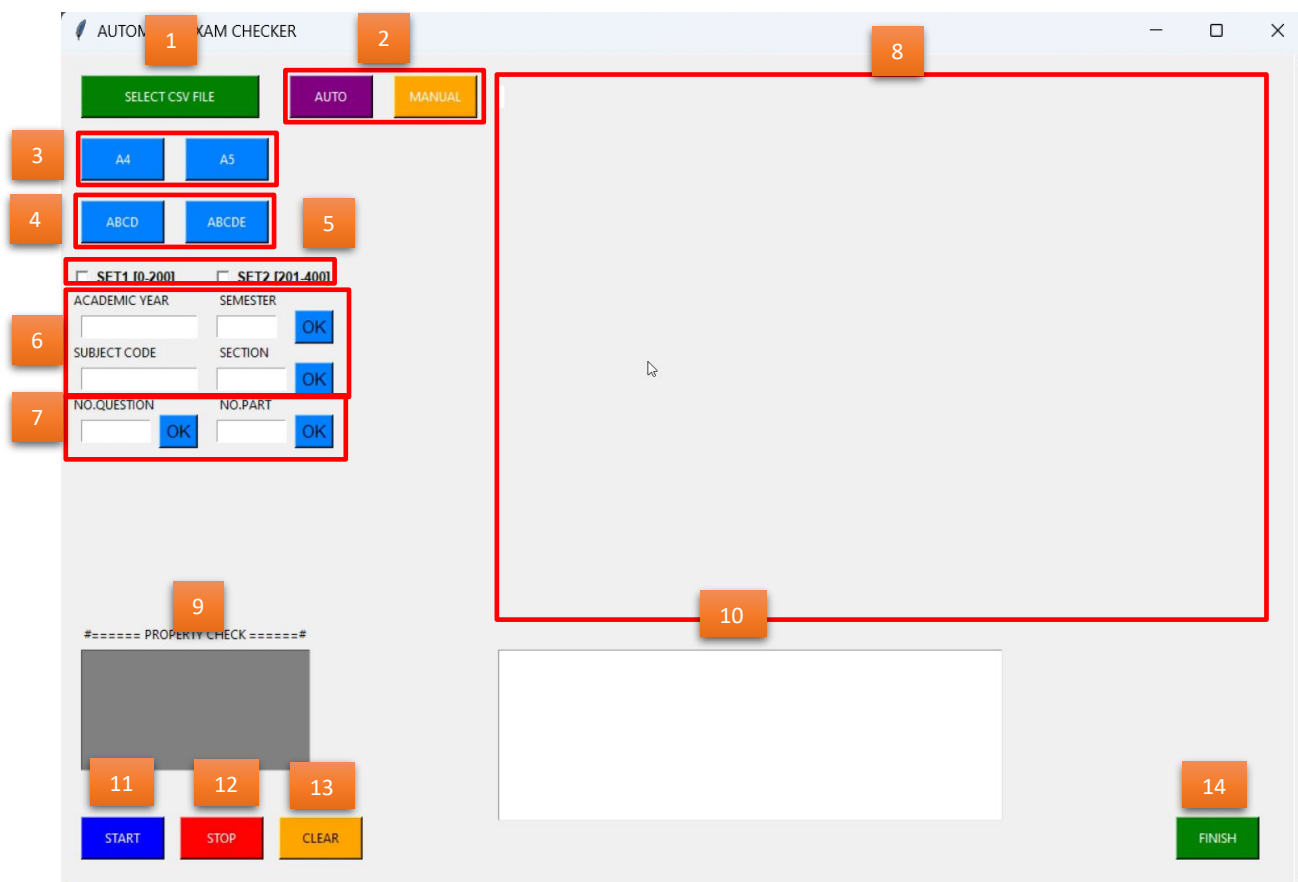 AUTOM XAM CHECKER
1
2
8
SELECT CSV FILE
AUTO
MANUAL
3
A4
A5
4
ABCD
ABCDE
5
SET1 [0-200]
SET2 [201-400]
ACADEMIC YEAR
SEMESTER
OK
6
SUBJECT CODE
SECTION
OK
7
NO.QUESTION
NO.PART
OK
OK
9
10
#====== PROPERTY CHECK ======#
11
12
13
14
START
STOP
CLEAR
FINISH